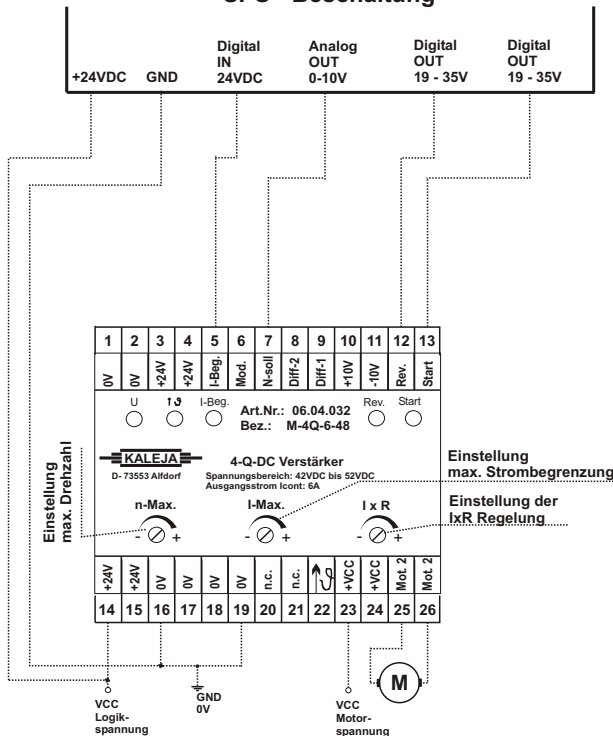 SPS - Beschaltung
+24VDC GND Digital IN 24VDC Analog OUT 0-10V Digital OUT 19 - 35V Digital OUT 19 - 35V
1 2 3 4 5 6 7 8 9 10 11 12 13
0V 0V +24V +24V I-Beg. Mod. N-soll Diff-2 Diff-1 +10V -10V Rev. Start
U ϑ I-Beg. Rev. Start
Art.Nr.: 06.04.032
Bez.: M-4Q-6-48
KALEJA
D- 73553 Alfdorf
4-Q-DC Verstärker
Spannungsbereich: 42VDC bis 52VDC
Ausgangsstrom Icont: 6A
Einstellung
max. Drehzahl
Einstellung
max. Strombegrenzung
Einstellung der
IxR Regelung
n-Max. I-Max. I x R
- + - + - +
+24V +24V 0V 0V 0V 0V n.c. n.c. ϑ +VCC +VCC Mot. 2 Mot. 2
14 15 16 17 18 19 20 21 22 23 24 25 26
M
VCC
Logik-
spannung
GND
0V
VCC
Motor-
spannung